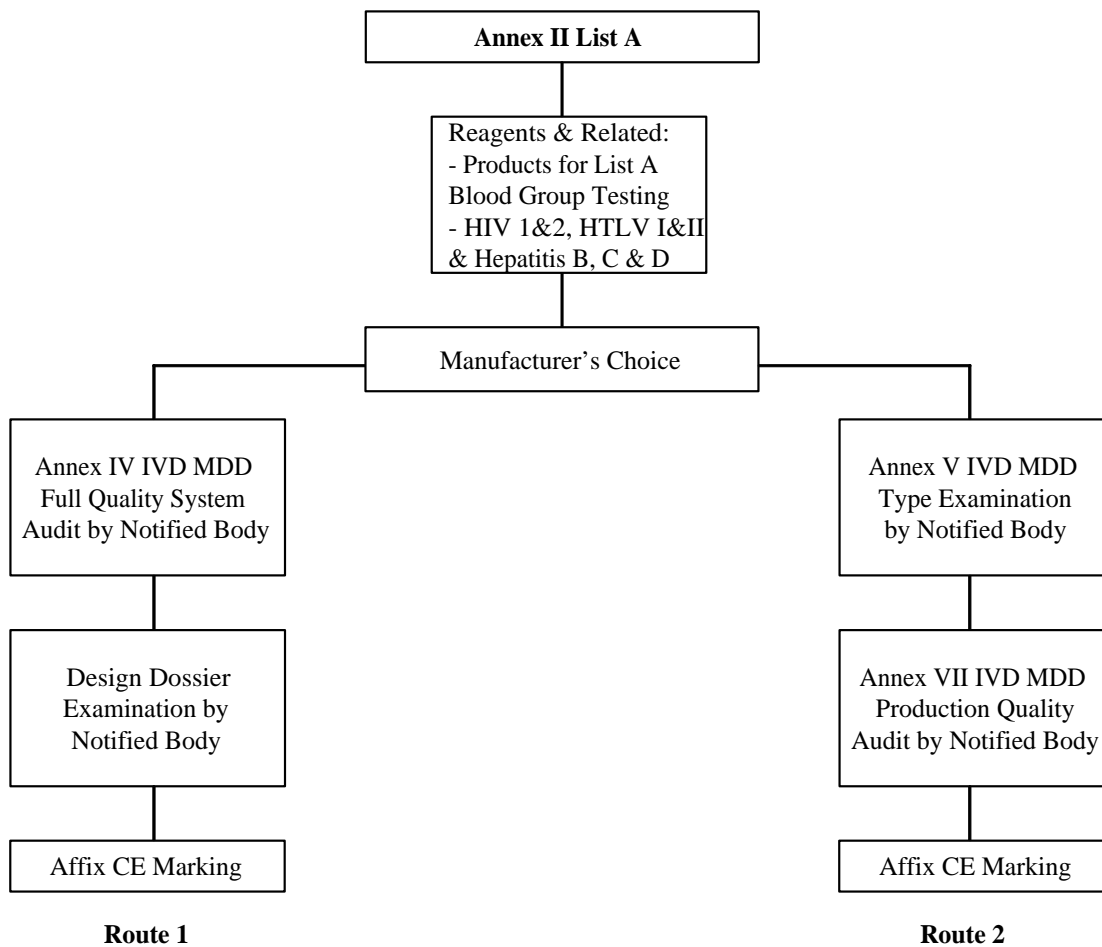 Annex II List A
Reagents & Related:
- Products for List A
Blood Group Testing
- HIV 1&2, HTLV I&II
& Hepatitis B, C & D
Manufacturer’s Choice
Annex IV IVD MDD
Full Quality System
Audit by Notified Body
Design Dossier
Examination by
Notified Body
Affix CE Marking
Route 1
Annex V IVD MDD
Type Examination
by Notified Body
Annex VII IVD MDD
Production Quality
Audit by Notified Body
Affix CE Marking
Route 2